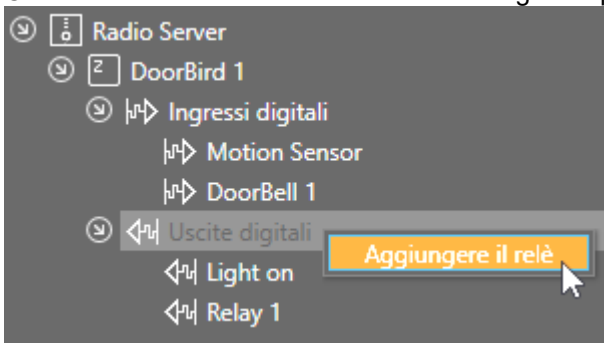 Radio Server
DoorBird 1
Ingressi digitali
Motion Sensor
DoorBell 1
Uscite digitali
Aggiungere il relè
Light on
Relay 1